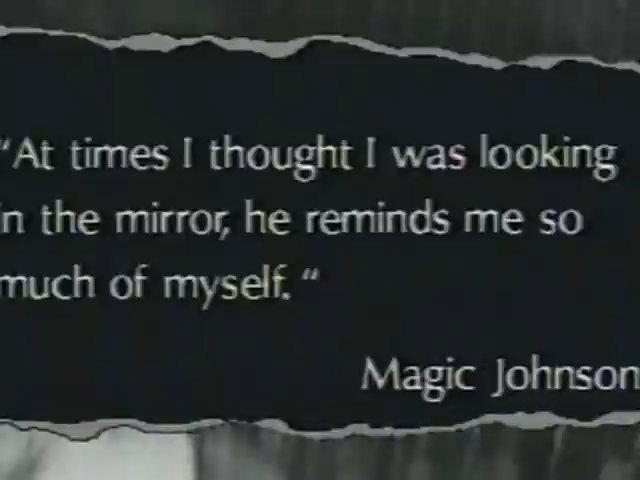 "At times I thought I was looking
in the mirror, he reminds me so
much of myself. "
Magic Johnson